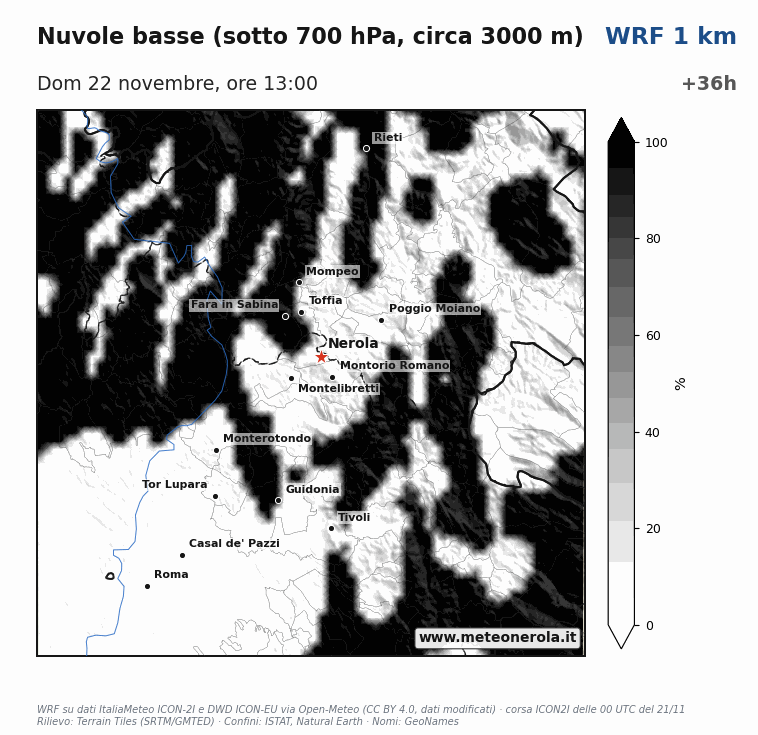 Nuvole basse (sotto 700 hPa, circa 3000 m) WRF 1 km
Dom 22 novembre, ore 13:00 +36h
Rieti
100
80
60
40
20
0
%
Mompeo
Fara in Sabina
Toffia
Poggio Moiano
Nerola
Montorio Romano
Montelibretti
Monterotondo
Tor Lupara
Guidonia
Tivoli
Casal de' Pazzi
Roma
www.meteonerola.it
WRF su dati ItaliaMeteo ICON-2I e DWD ICON-EU via Open-Meteo (CC BY 4.0, dati modificati) · corsa ICON2I delle 00 UTC del 21/11
Rilievo: Terrain Tiles (SRTM/GMTED) · Confini: ISTAT, Natural Earth · Nomi: GeoNames